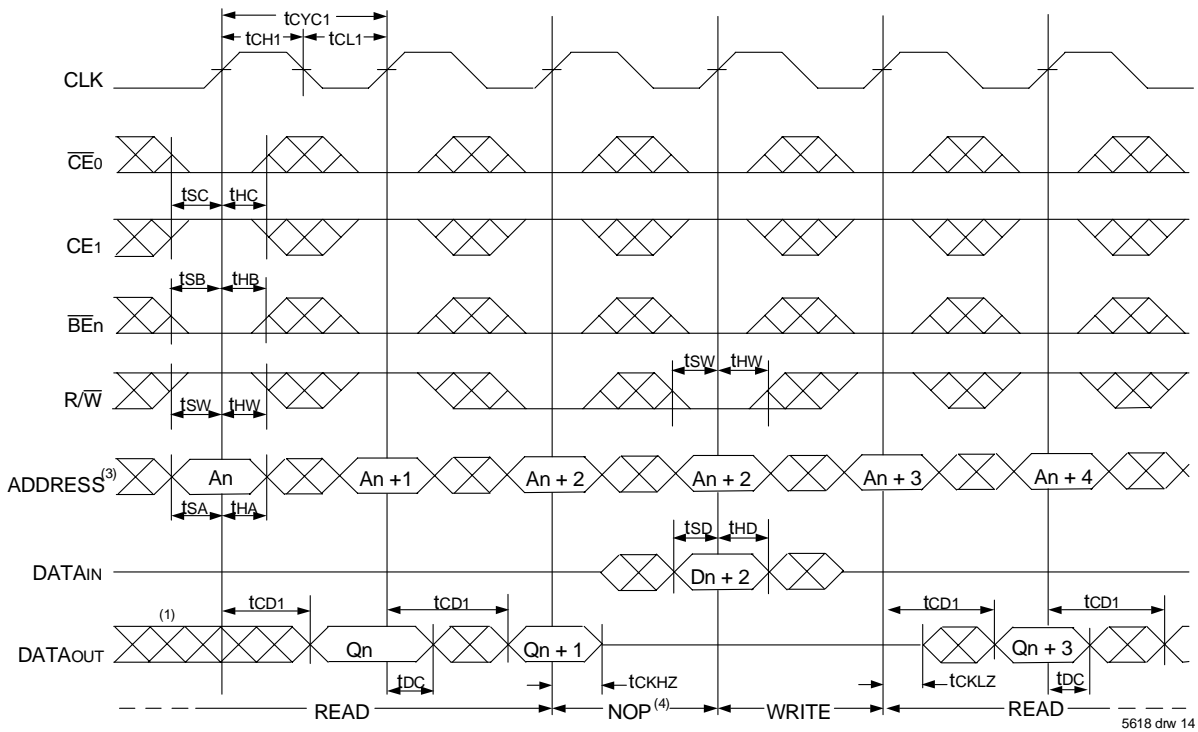 tCYC1
tCH1 tCL1
CLK
CE0
tSC tHC
CE1
tSB tHB
BEn
tSW tHW
R/W
tSW tHW
ADDRESS(3) An An +1 An + 2 An + 2 An + 3 An + 4
tSA tHA
tSD tHD
DATAIN Dn + 2
(1) tCD1 tCD1 tCD1 tCD1
DATAOUT Qn Qn + 1 Qn + 3
tDC tCKHZ tCKLZ tDC
READ NOP(4) WRITE READ
5618 drw 14